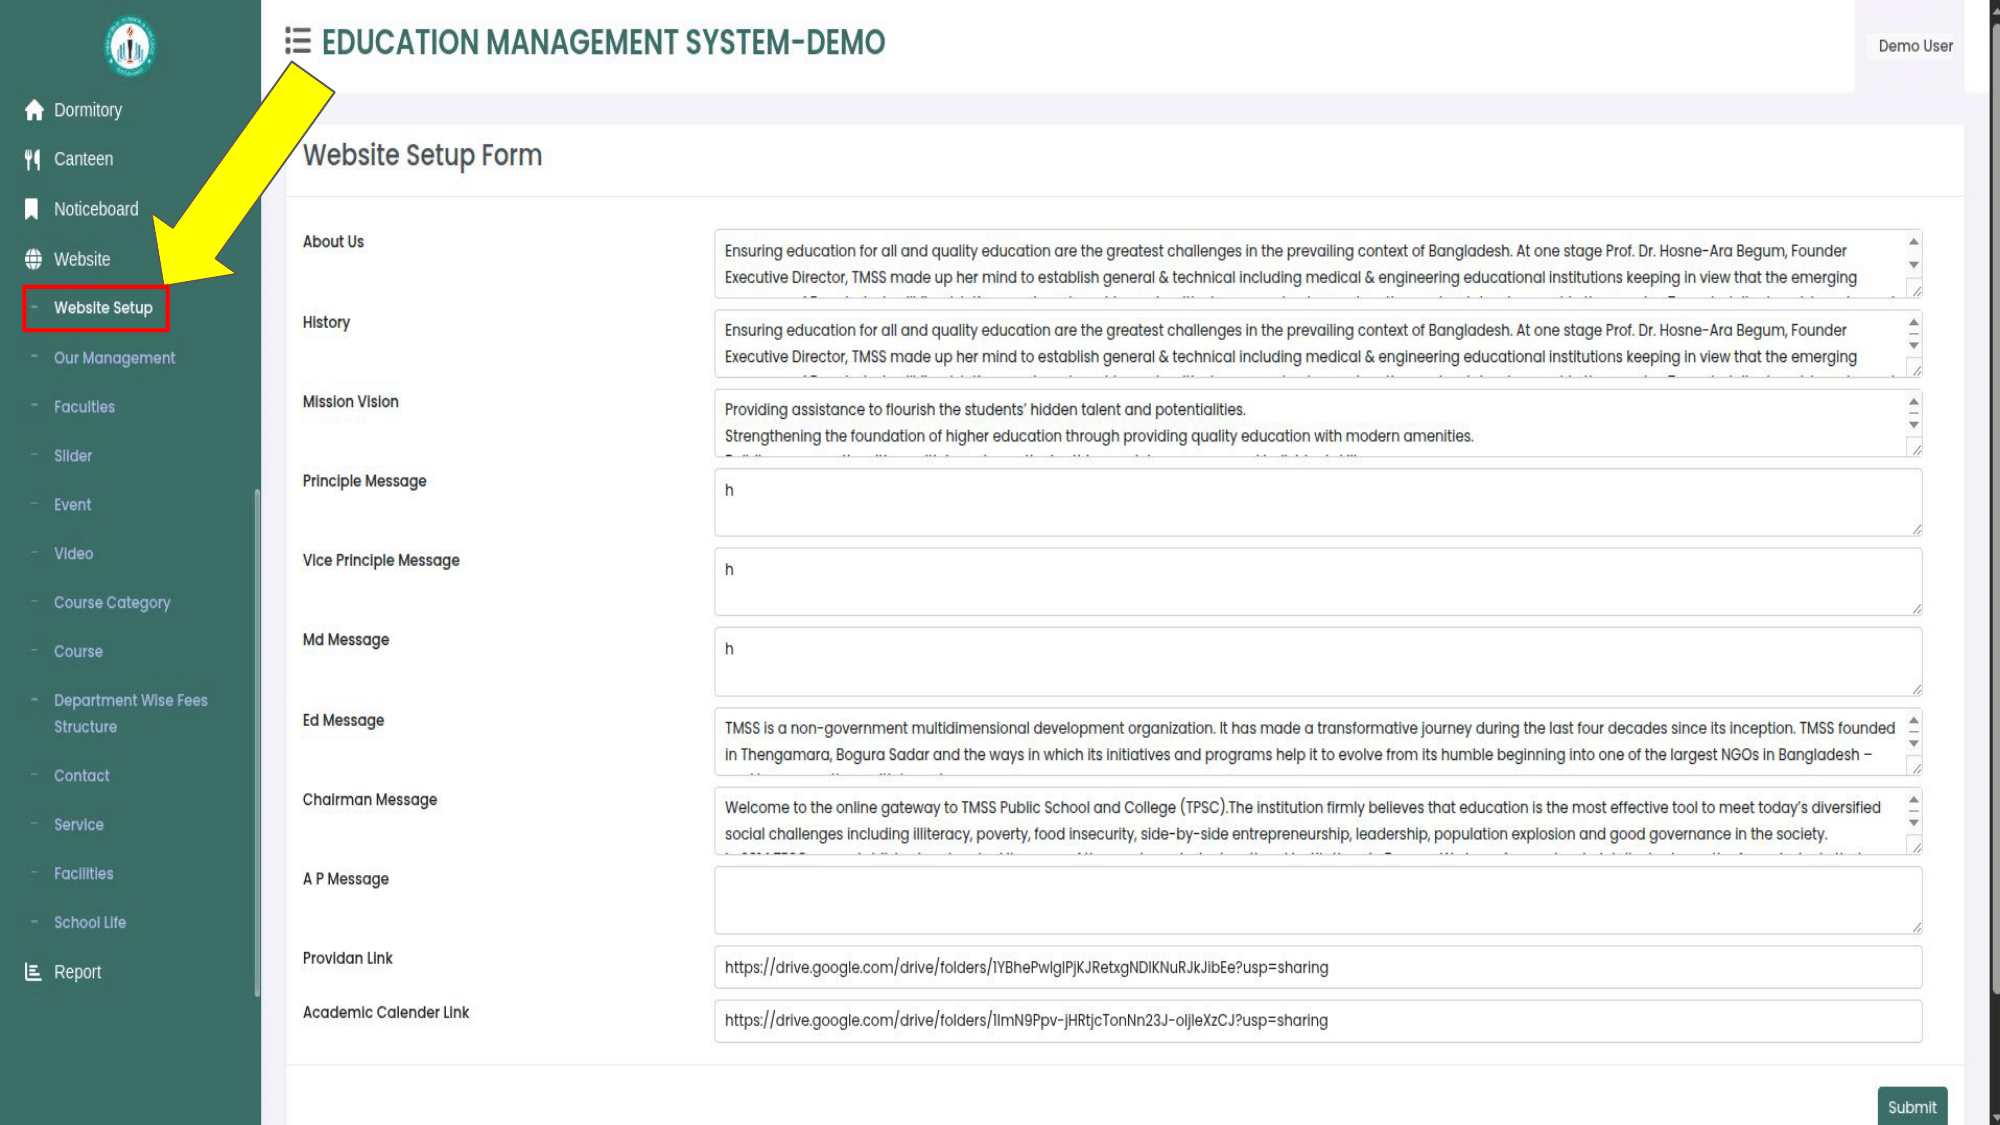 EDUCATION MANAGEMENT SYSTEM-DEMO
Demo User
Dormitory
Canteen
Noticeboard
Website
Website Setup
Our Management
Faculties
Slider
Event
Video
Course Category
Course
Department Wise Fees
Structure
Contact
Service
Facilities
School Life
Report
Website Setup Form
About Us
Ensuring education for all and quality education are the greatest challenges in the prevailing context of Bangladesh. At one stage Prof. Dr. Hosne-Ara Begum, Founder
Executive Director, TMSS made up her mind to establish general & technical including medical & engineering educational institutions keeping in view that the emerging
History
Ensuring education for all and quality education are the greatest challenges in the prevailing context of Bangladesh. At one stage Prof. Dr. Hosne-Ara Begum, Founder
Executive Director, TMSS made up her mind to establish general & technical including medical & engineering educational institutions keeping in view that the emerging
Mission Vision
Providing assistance to flourish the students' hidden talent and potentialities.
Strengthening the foundation of higher education through providing quality education with modern amenities.
Principle Message
h
Vice Principle Message
h
Md Message
h
Ed Message
TMSS is a non-government multidimensional development organization. It has made a transformative journey during the last four decades since its inception. TMSS founded
in Thengamara, Bogura Sadar and the ways in which its initiatives and programs help it to evolve from its humble beginning into one of the largest NGOs in Bangladesh –
Chairman Message
Welcome to the online gateway to TMSS Public School and College (TPSC).The institution firmly believes that education is the most effective tool to meet today's diversified
social challenges including illiteracy, poverty, food insecurity, side-by-side entrepreneurship, leadership, population explosion and good governance in the society.
A P Message
Providan Link
https://drive.google.com/drive/folders/1YBhePwIgIPjKJRetxgNDIKNuRJkJibEe?usp=sharing
Academic Calender Link
https://drive.google.com/drive/folders/1ImN9Ppv-jHRtjcTonNn23J-oIjleXzCJ?usp=sharing
Submit